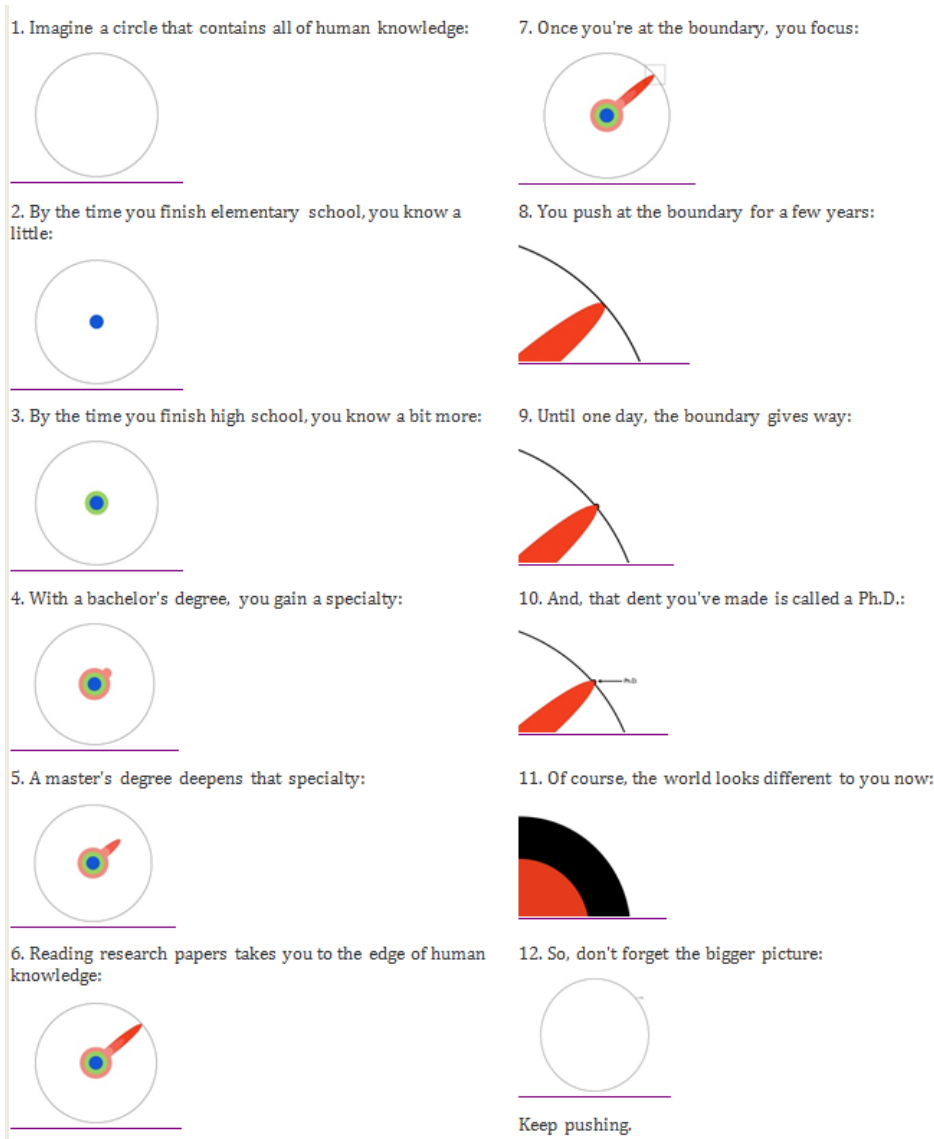 1. Imagine a circle that contains all of human knowledge:
2. By the time you finish elementary school, you know a
little:
3. By the time you finish high school, you know a bit more:
4. With a bachelor's degree, you gain a specialty:
5. A master's degree deepens that specialty:
6. Reading research papers takes you to the edge of human
knowledge:
7. Once you're at the boundary, you focus:
8. You push at the boundary for a few years:
9. Until one day, the boundary gives way:
10. And, that dent you've made is called a Ph.D.:
Ph.D.
11. Of course, the world looks different to you now:
12. So, don't forget the bigger picture:
Keep pushing.